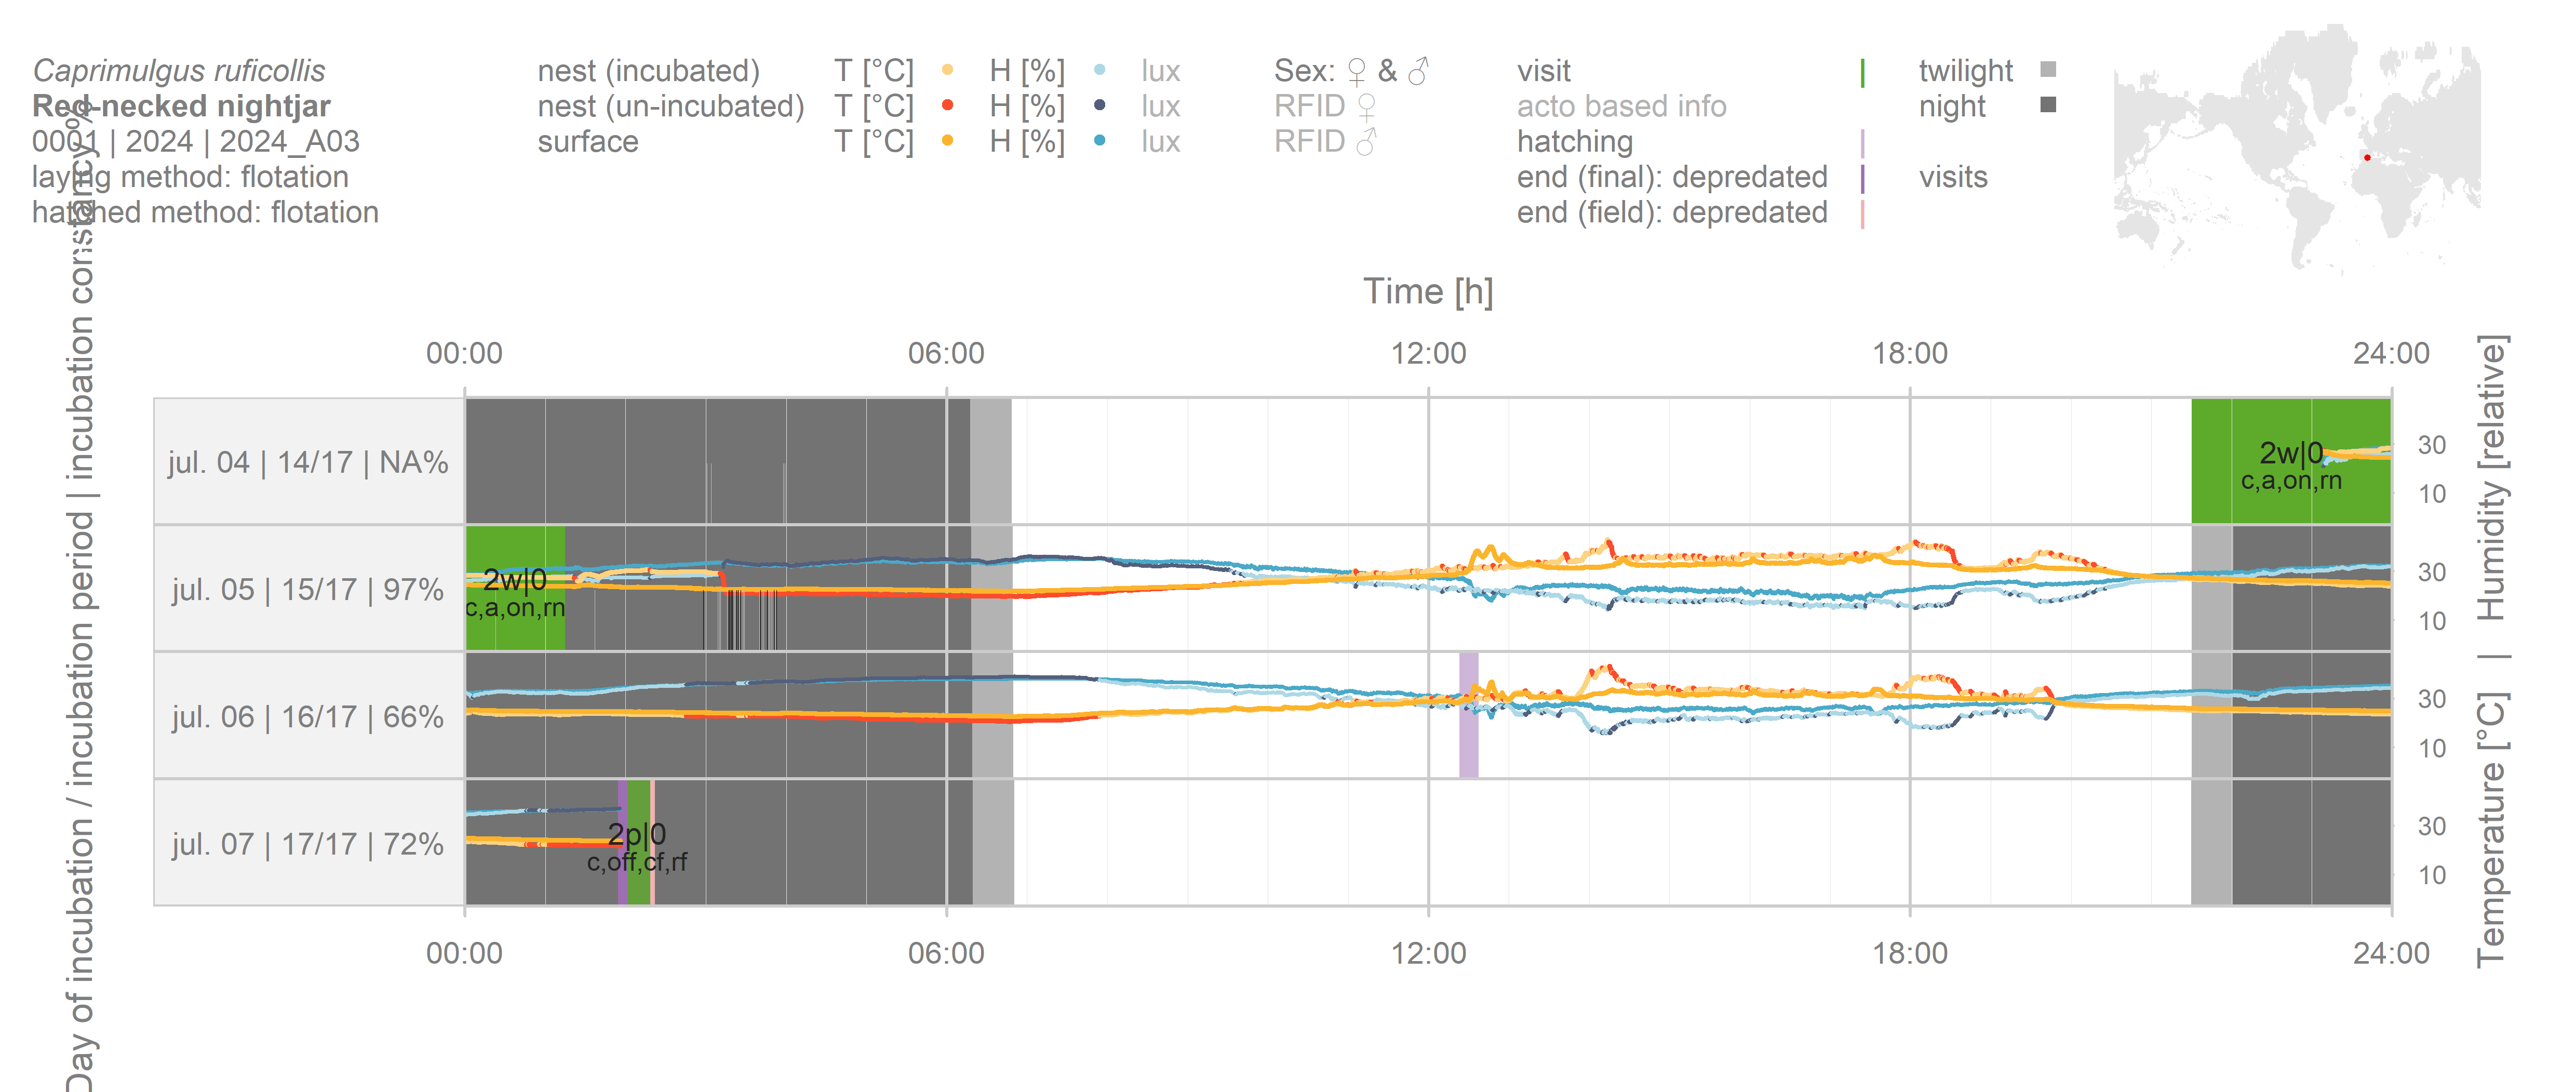 Caprimulgus ruficollis
Red-necked nightjar
0001 | 2024 | 2024_A03
laying method: flotation
hatched method: flotation
nest (incubated) T [°C] H [%] lux
nest (un-incubated) T [°C] H [%] lux
surface T [°C] H [%] lux
Sex: ♀ & ♂
RFID ♀
RFID ♂
visit
acto based info
hatching
end (final): depredated
end (field): depredated
twilight
night
visits
Time [h]
00:00 06:00 12:00 18:00 24:00
Day of incubation / incubation period | incubation constancy%
jul. 04 | 14/17 | NA%
2w|0
c,a,on,rn
30
10
jul. 05 | 15/17 | 97%
2w|0
c,a,on,rn
30
10
jul. 06 | 16/17 | 66%
30
10
jul. 07 | 17/17 | 72%
2p|0
c,off,cf,rf
30
10
Temperature [°C] | Humidity [relative]
00:00 06:00 12:00 18:00 24:00